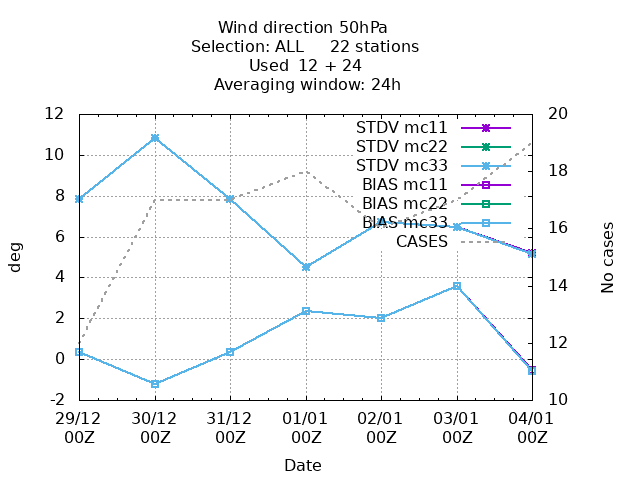 Wind direction 50hPa
Selection: ALL     22 stations
Used  12 + 24
Averaging window: 24h
12
10
8
6
4
2
0
-2
deg
20
18
16
14
12
10
No cases
STDV mc11
STDV mc22
STDV mc33
BIAS mc11
BIAS mc22
BIAS mc33
CASES
29/12 30/12 31/12 01/01 02/01 03/01 04/01
00Z 00Z 00Z 00Z 00Z 00Z 00Z
Date